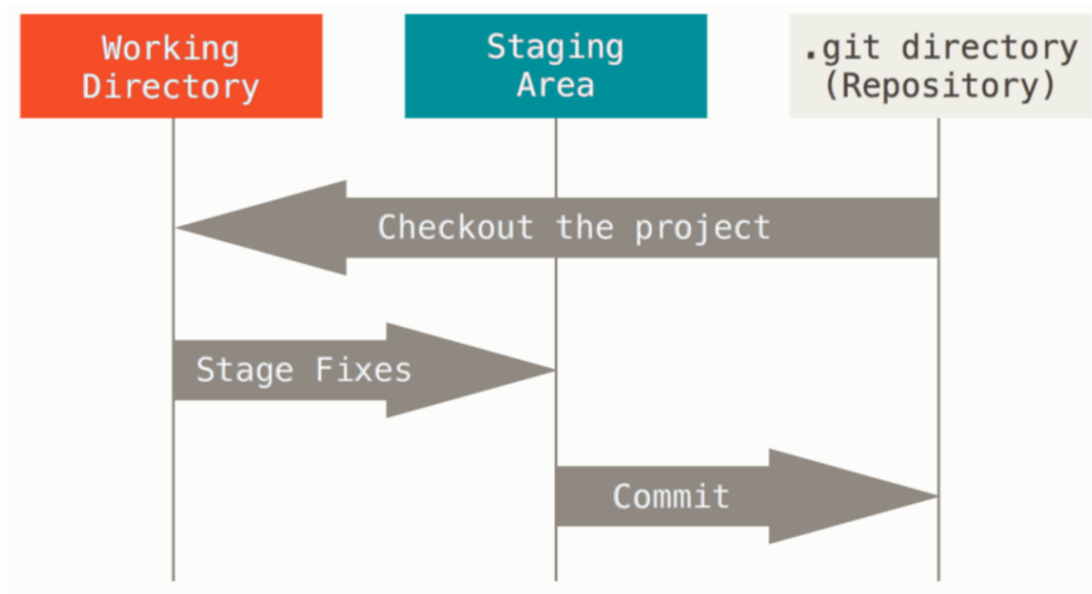 Working
Directory
Staging
Area
.git directory
(Repository)
Checkout the project
Stage Fixes
Commit